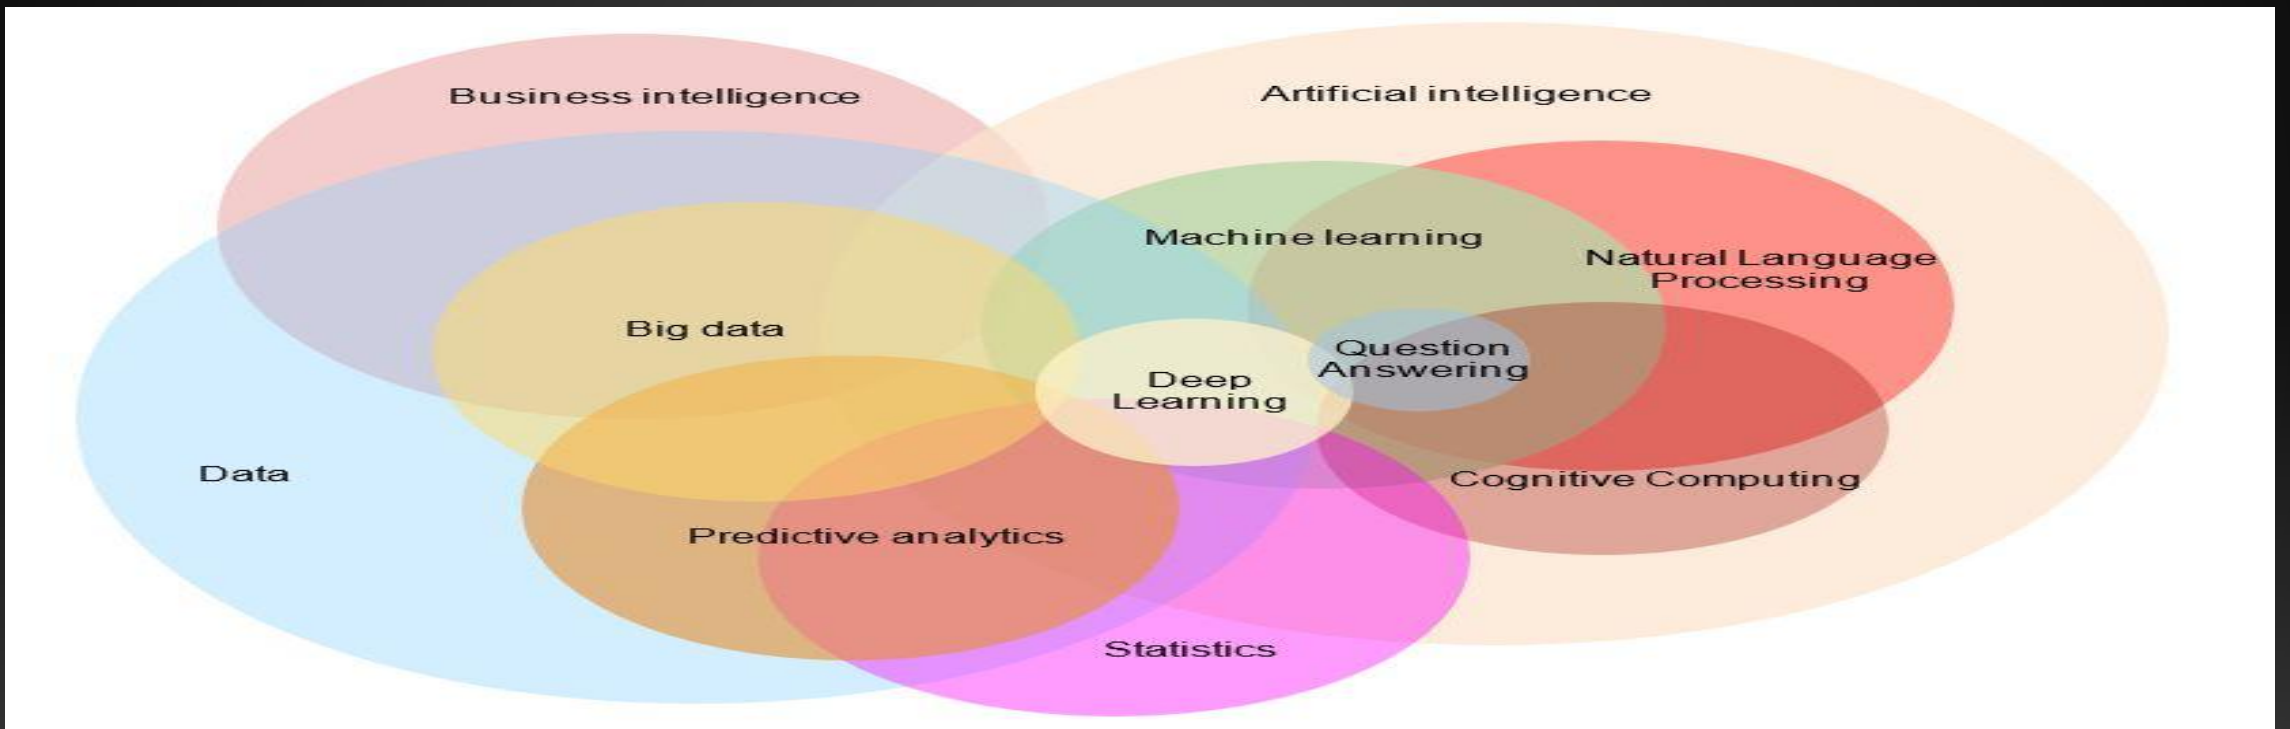 Business intelligence
Artificial intelligence
Machine learning
Natural Language
Processing
Big data
Question
Answering
Deep
Learning
Data
Cognitive Computing
Predictive analytics
Statistics